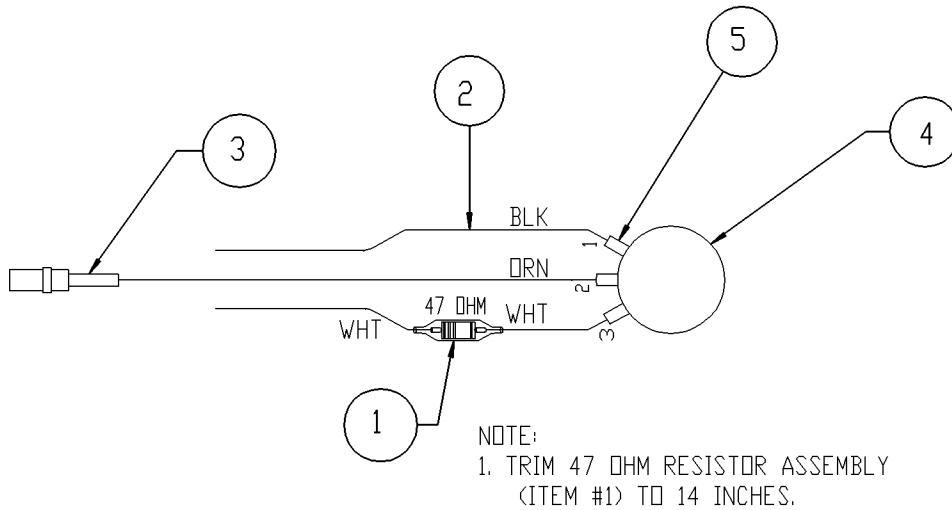 5
2
4
3
BLK
1
ORN
2
47 OHM
WHT
WHT
3
1
NOTE:
1. TRIM 47 OHM RESISTOR ASSEMBLY
(ITEM #1) TO 14 INCHES.